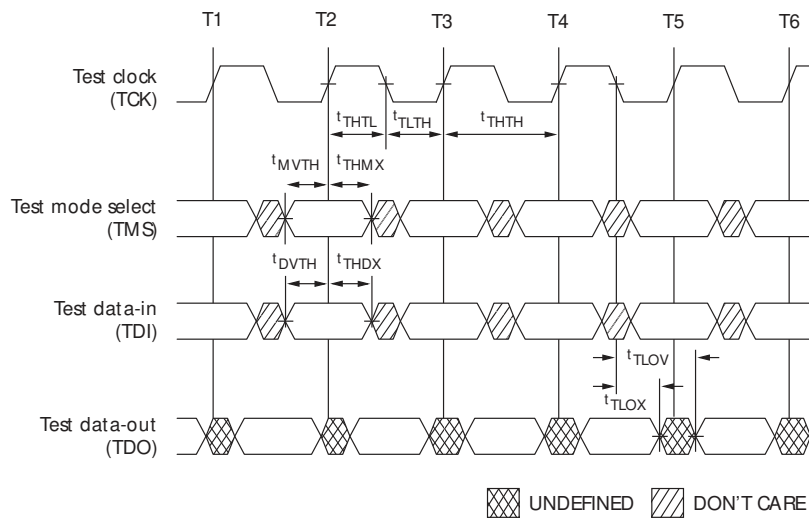 T1 T2 T3 T4 T5 T6
Test clock
(TCK)
tTHTL tTLTH tTHTH
tMVTH tTHMX
Test mode select
(TMS)
tDVTH tTHDX
Test data-in
(TDI)
tTLOV
tTLOX
Test data-out
(TDO)
UNDEFINED DON'T CARE